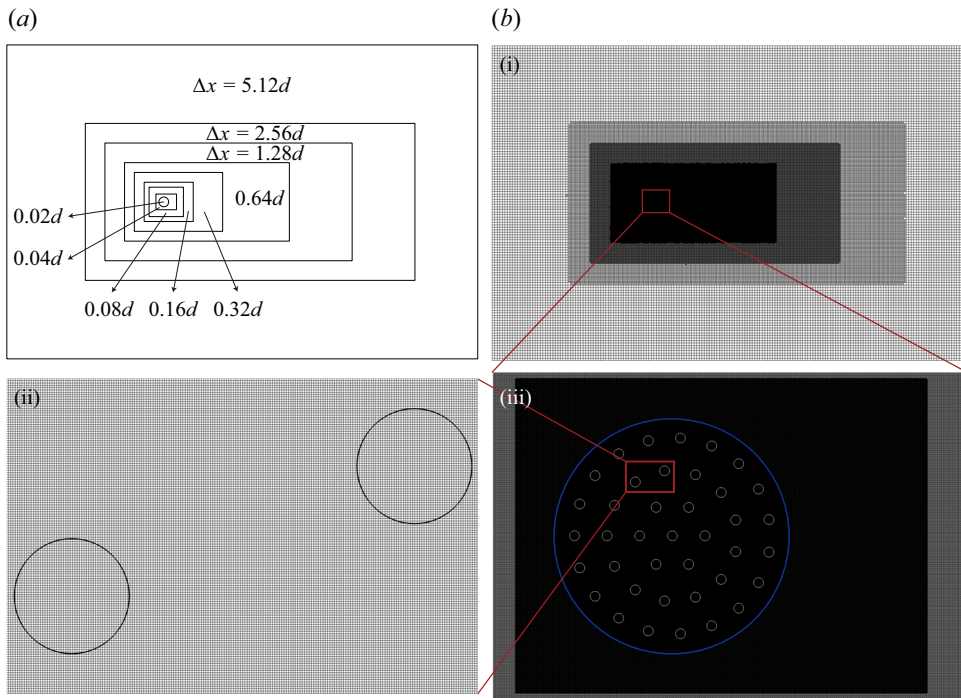 (a)
(b)
Δx = 5.12d
Δx = 2.56d
Δx = 1.28d
0.64d
0.02d
0.04d
0.08d 0.16d 0.32d
(i)
(ii)
(iii)